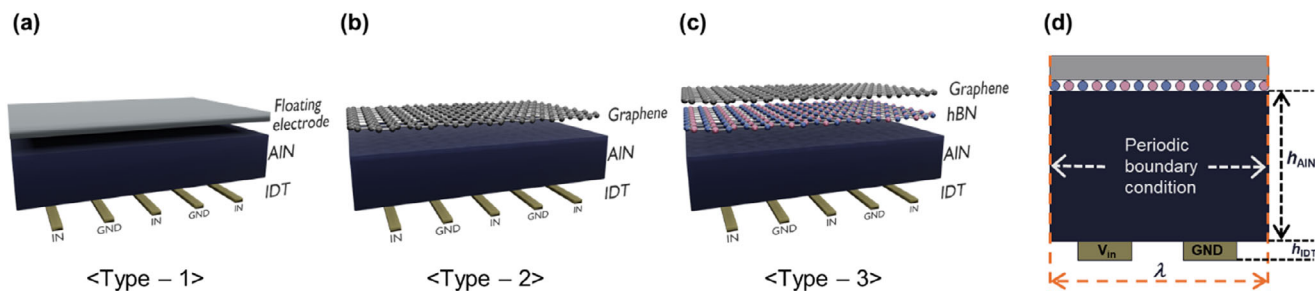 (a)
Floating
electrode
AlN
IDT
IN
GND
IN
GND
IN
<Type – 1>
(b)
Graphene
AlN
IDT
IN
GND
IN
GND
IN
<Type – 2>
(c)
Graphene
hBN
AlN
IDT
IN
GND
IN
GND
IN
<Type – 3>
(d)
Periodic
boundary
condition
hAlN
Vin
GND
hIDT
λ